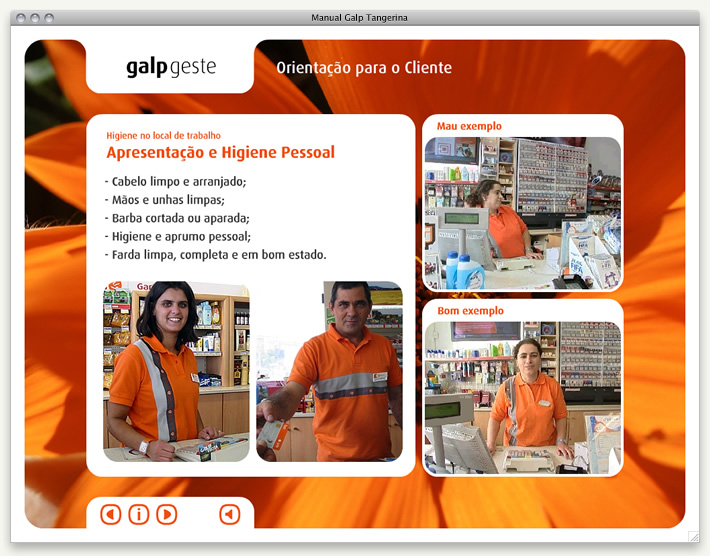 Manual Galp Tangerina
galp geste
Orientação para o Cliente
Higiene no local de trabalho
Apresentação e Higiene Pessoal
- Cabelo limpo e arranjado;
- Mãos e unhas limpas;
- Barba cortada ou aparada;
- Higiene e aprumo pessoal;
- Farda limpa, completa e em bom estado.
Mau exemplo
Bom exemplo